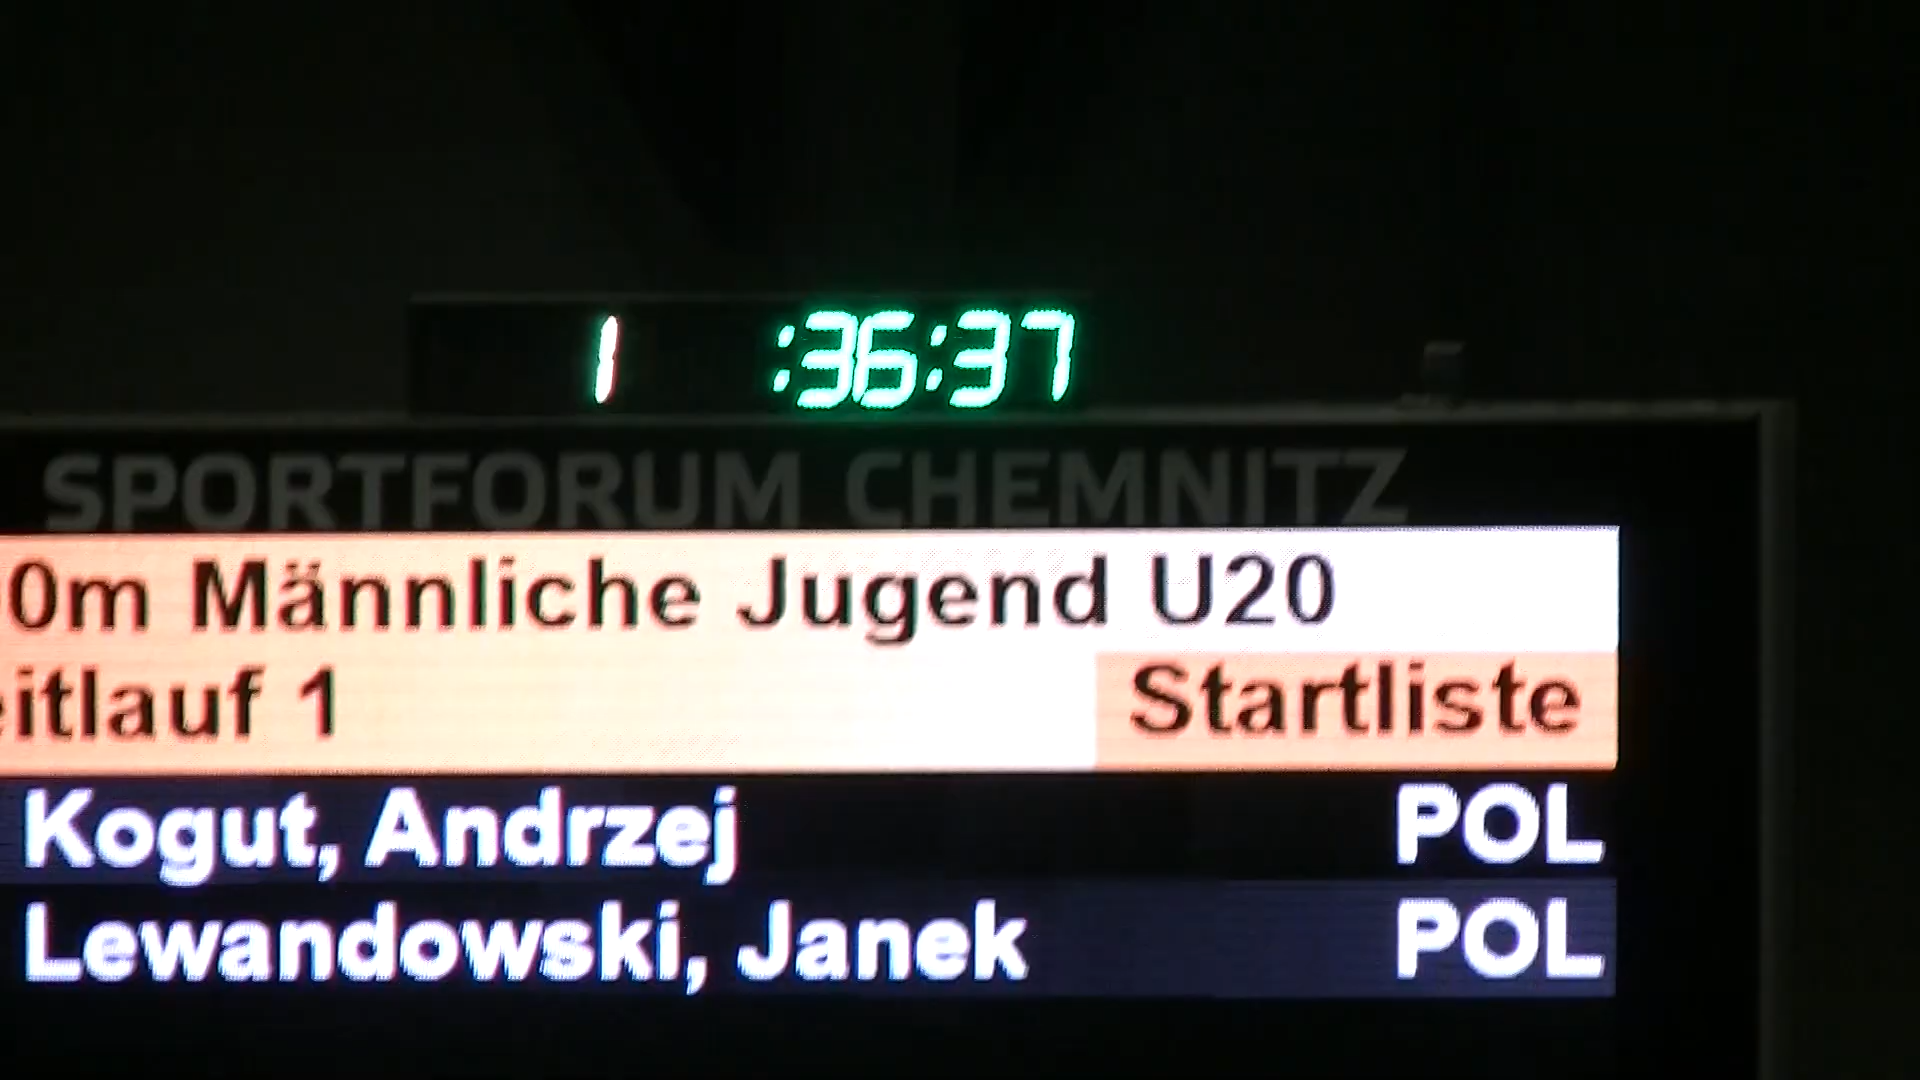 1 :36:37
SPORTFORUM CHEMNITZ
0m Männliche Jugend U20
eitlauf 1 Startliste
Kogut, Andrzej POL
Lewandowski, Janek POL